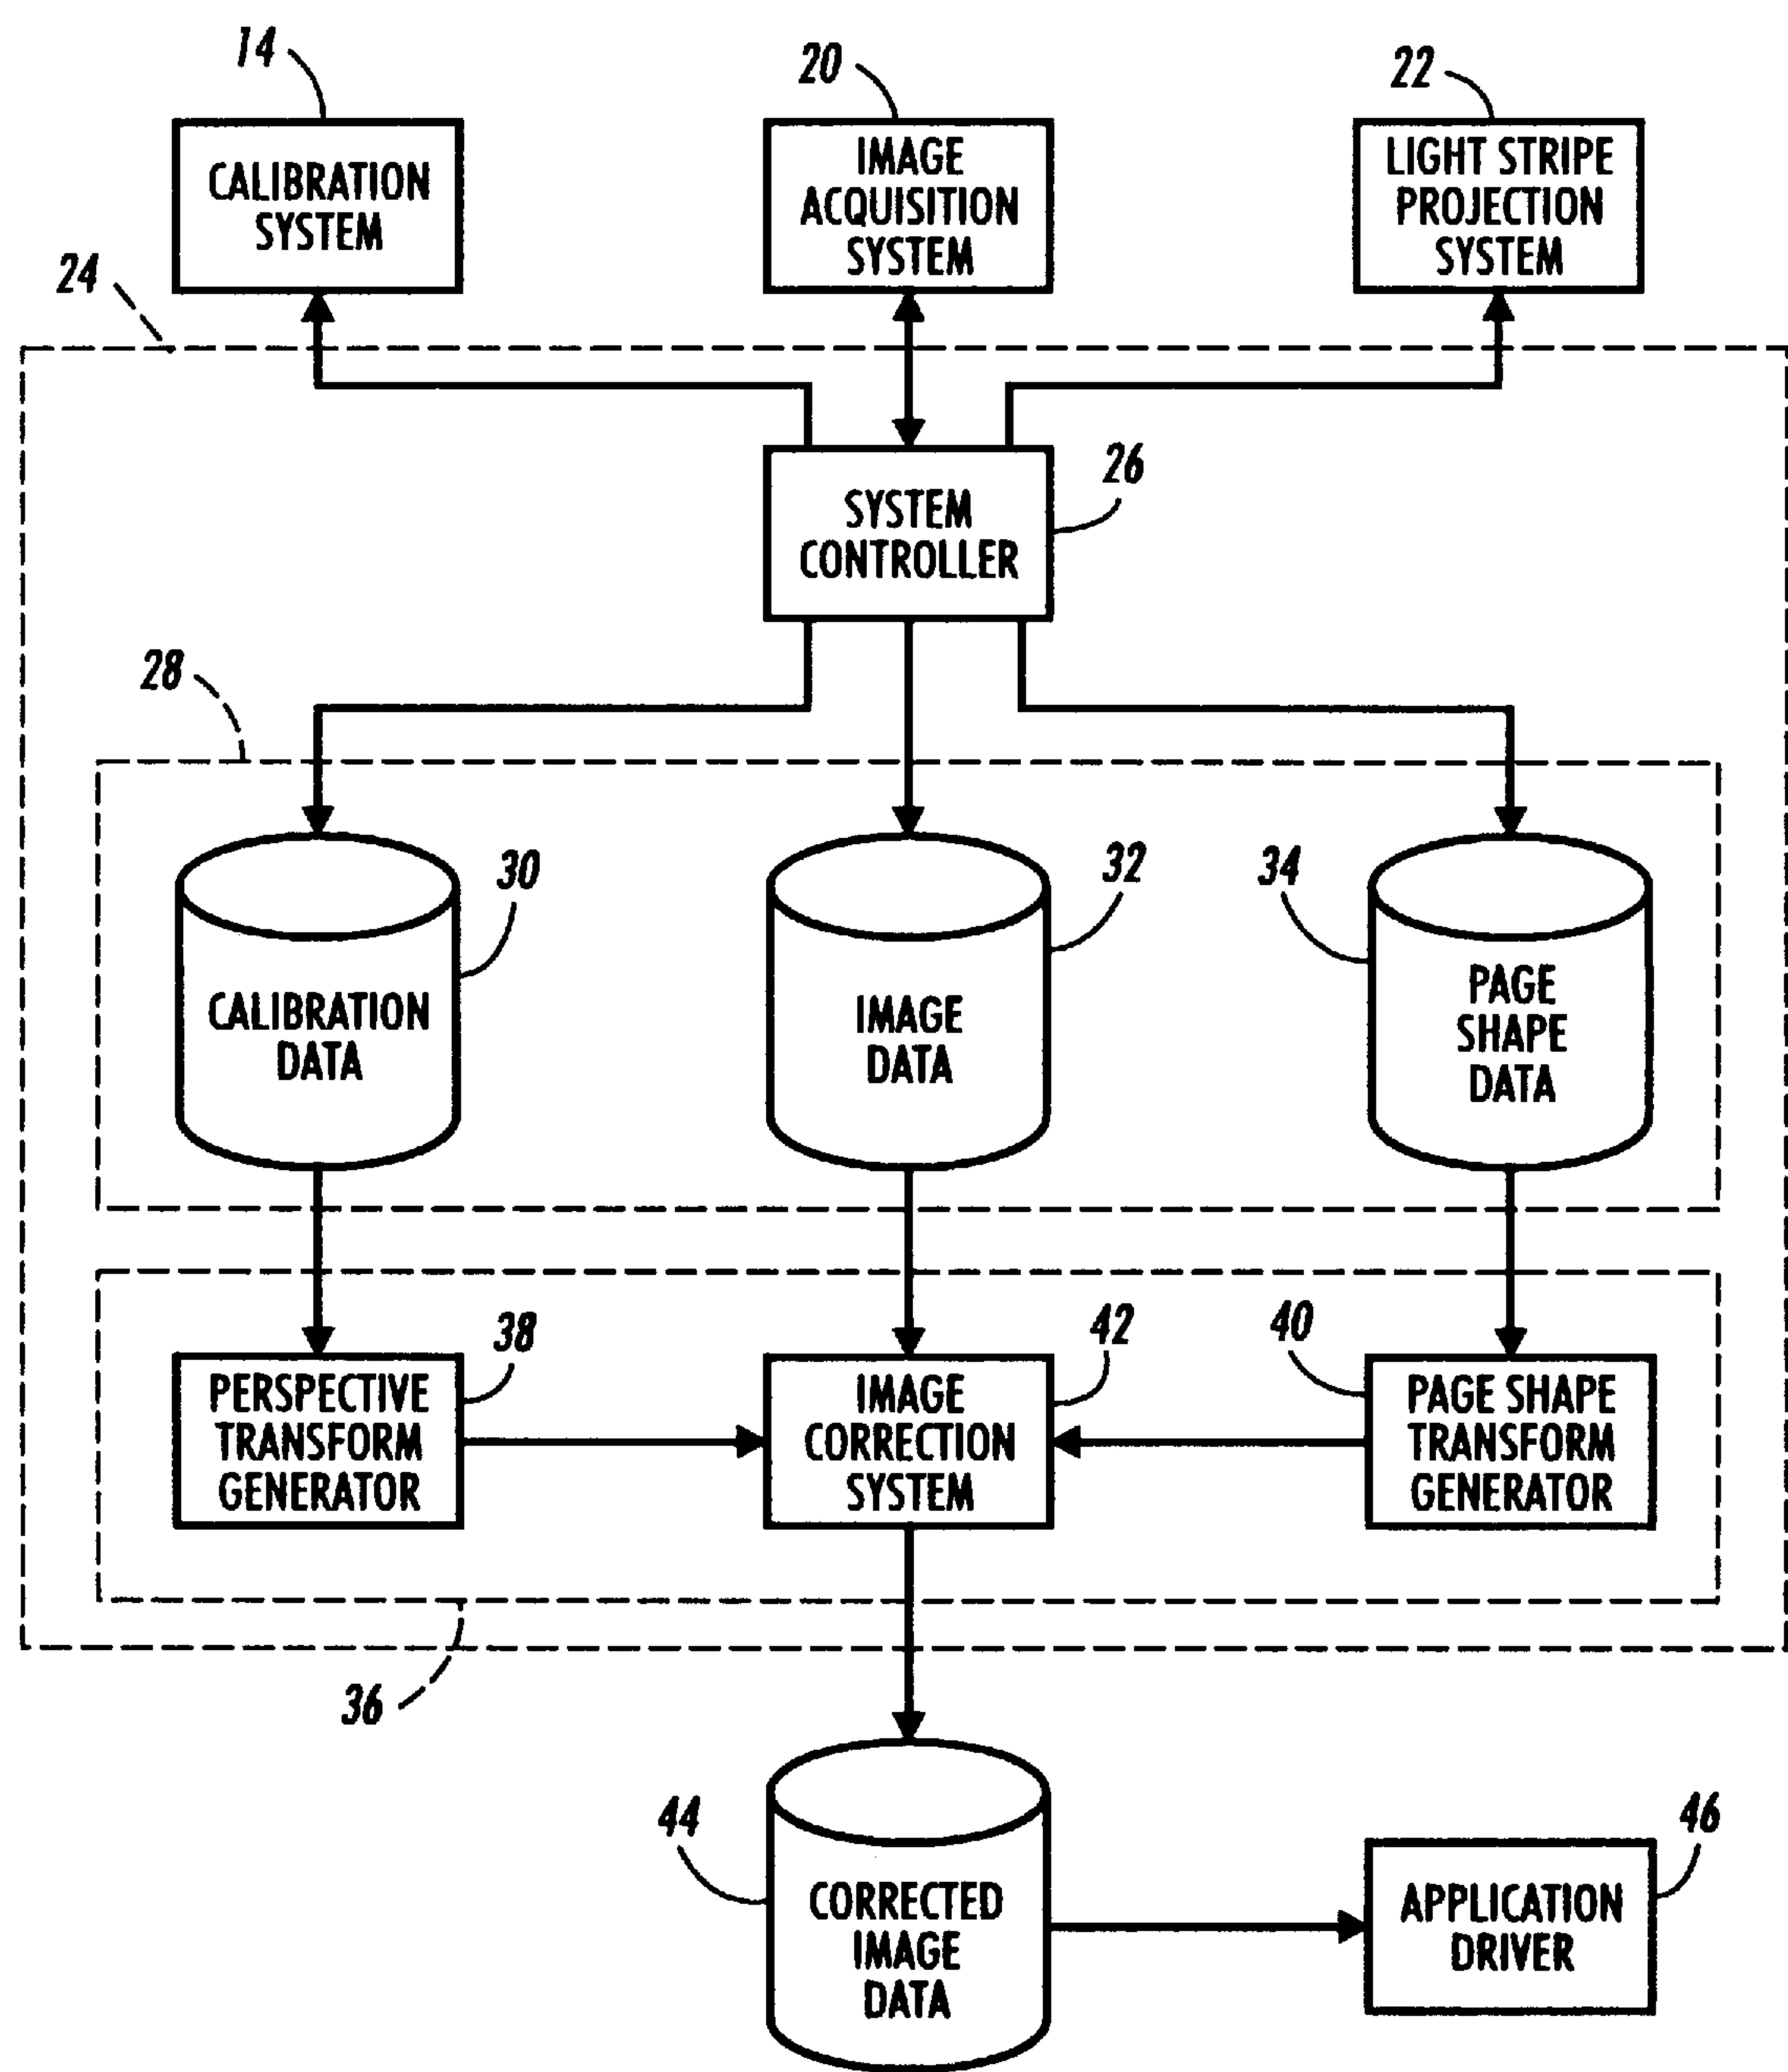 14
20
22
CALIBRATION
SYSTEM
IMAGE
ACQUISITION
SYSTEM
LIGHT STRIPE
PROJECTION
SYSTEM
24
26
SYSTEM
CONTROLLER
28
30
32
34
CALIBRATION
DATA
IMAGE
DATA
PAGE
SHAPE
DATA
38
42
40
PERSPECTIVE
TRANSFORM
GENERATOR
IMAGE
CORRECTION
SYSTEM
PAGE SHAPE
TRANSFORM
GENERATOR
36
44
46
CORRECTED
IMAGE
DATA
APPLICATION
DRIVER